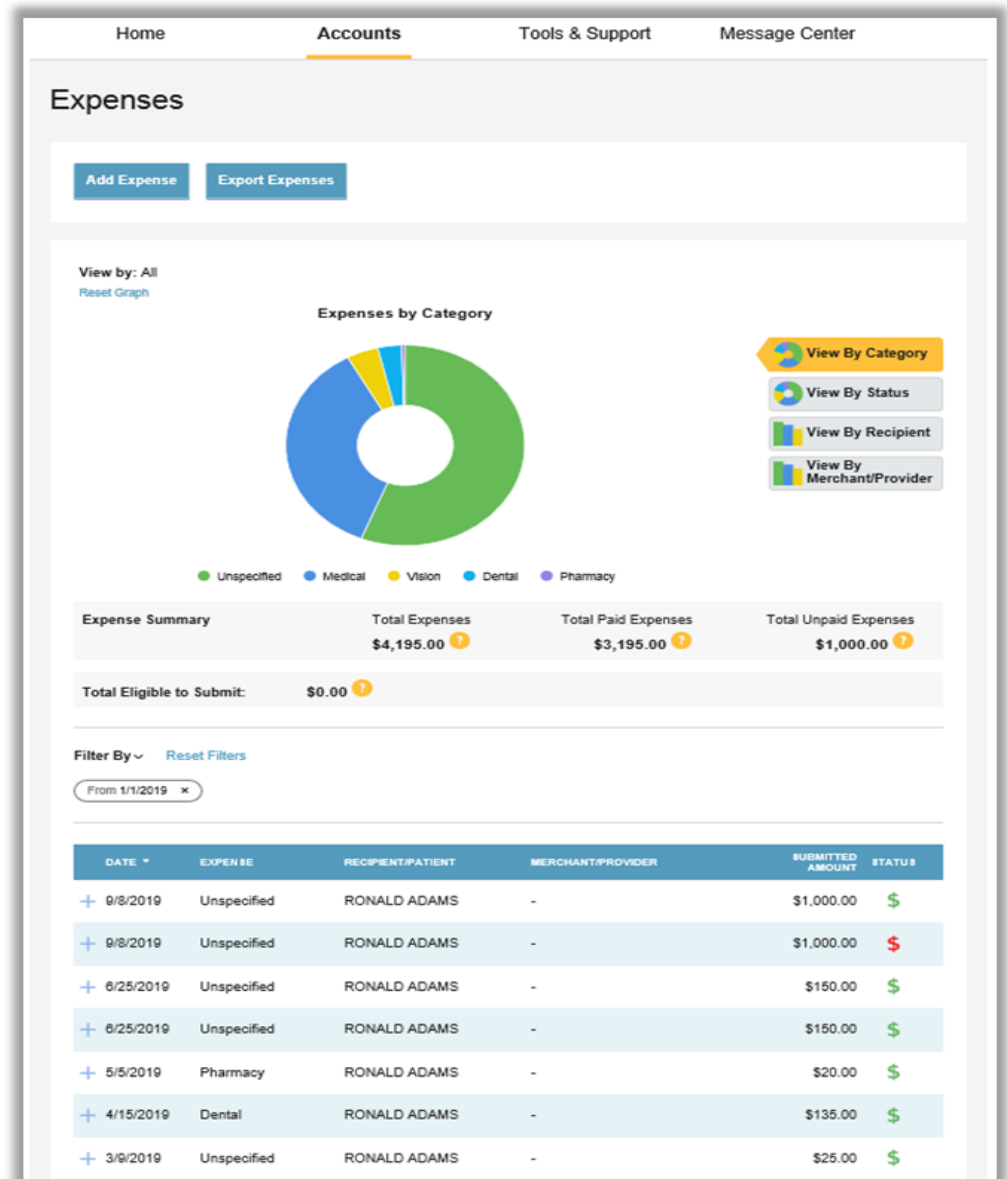 Home Accounts Tools & Support Message Center
Expenses
Add Expense Export Expenses
View by: All
Reset Graph
Expenses by Category
View By Category
View By Status
View By Recipient
View By
Merchant/Provider
Unspecified Medical Vision Dental Pharmacy
Expense Summary Total Expenses Total Paid Expenses Total Unpaid Expenses
$4,195.00 ? $3,195.00 ? $1,000.00 ?
Total Eligible to Submit: $0.00 ?
Filter By Reset Filters
From 1/1/2019 ×
DATE EXPENSE RECIPIENT/PATIENT MERCHANT/PROVIDER SUBMITTED AMOUNT STATUS
+ 9/8/2019 Unspecified RONALD ADAMS - $1,000.00 $
+ 9/8/2019 Unspecified RONALD ADAMS - $1,000.00 $
+ 6/25/2019 Unspecified RONALD ADAMS - $150.00 $
+ 6/25/2019 Unspecified RONALD ADAMS - $150.00 $
+ 5/5/2019 Pharmacy RONALD ADAMS - $20.00 $
+ 4/15/2019 Dental RONALD ADAMS - $135.00 $
+ 3/9/2019 Unspecified RONALD ADAMS - $25.00 $